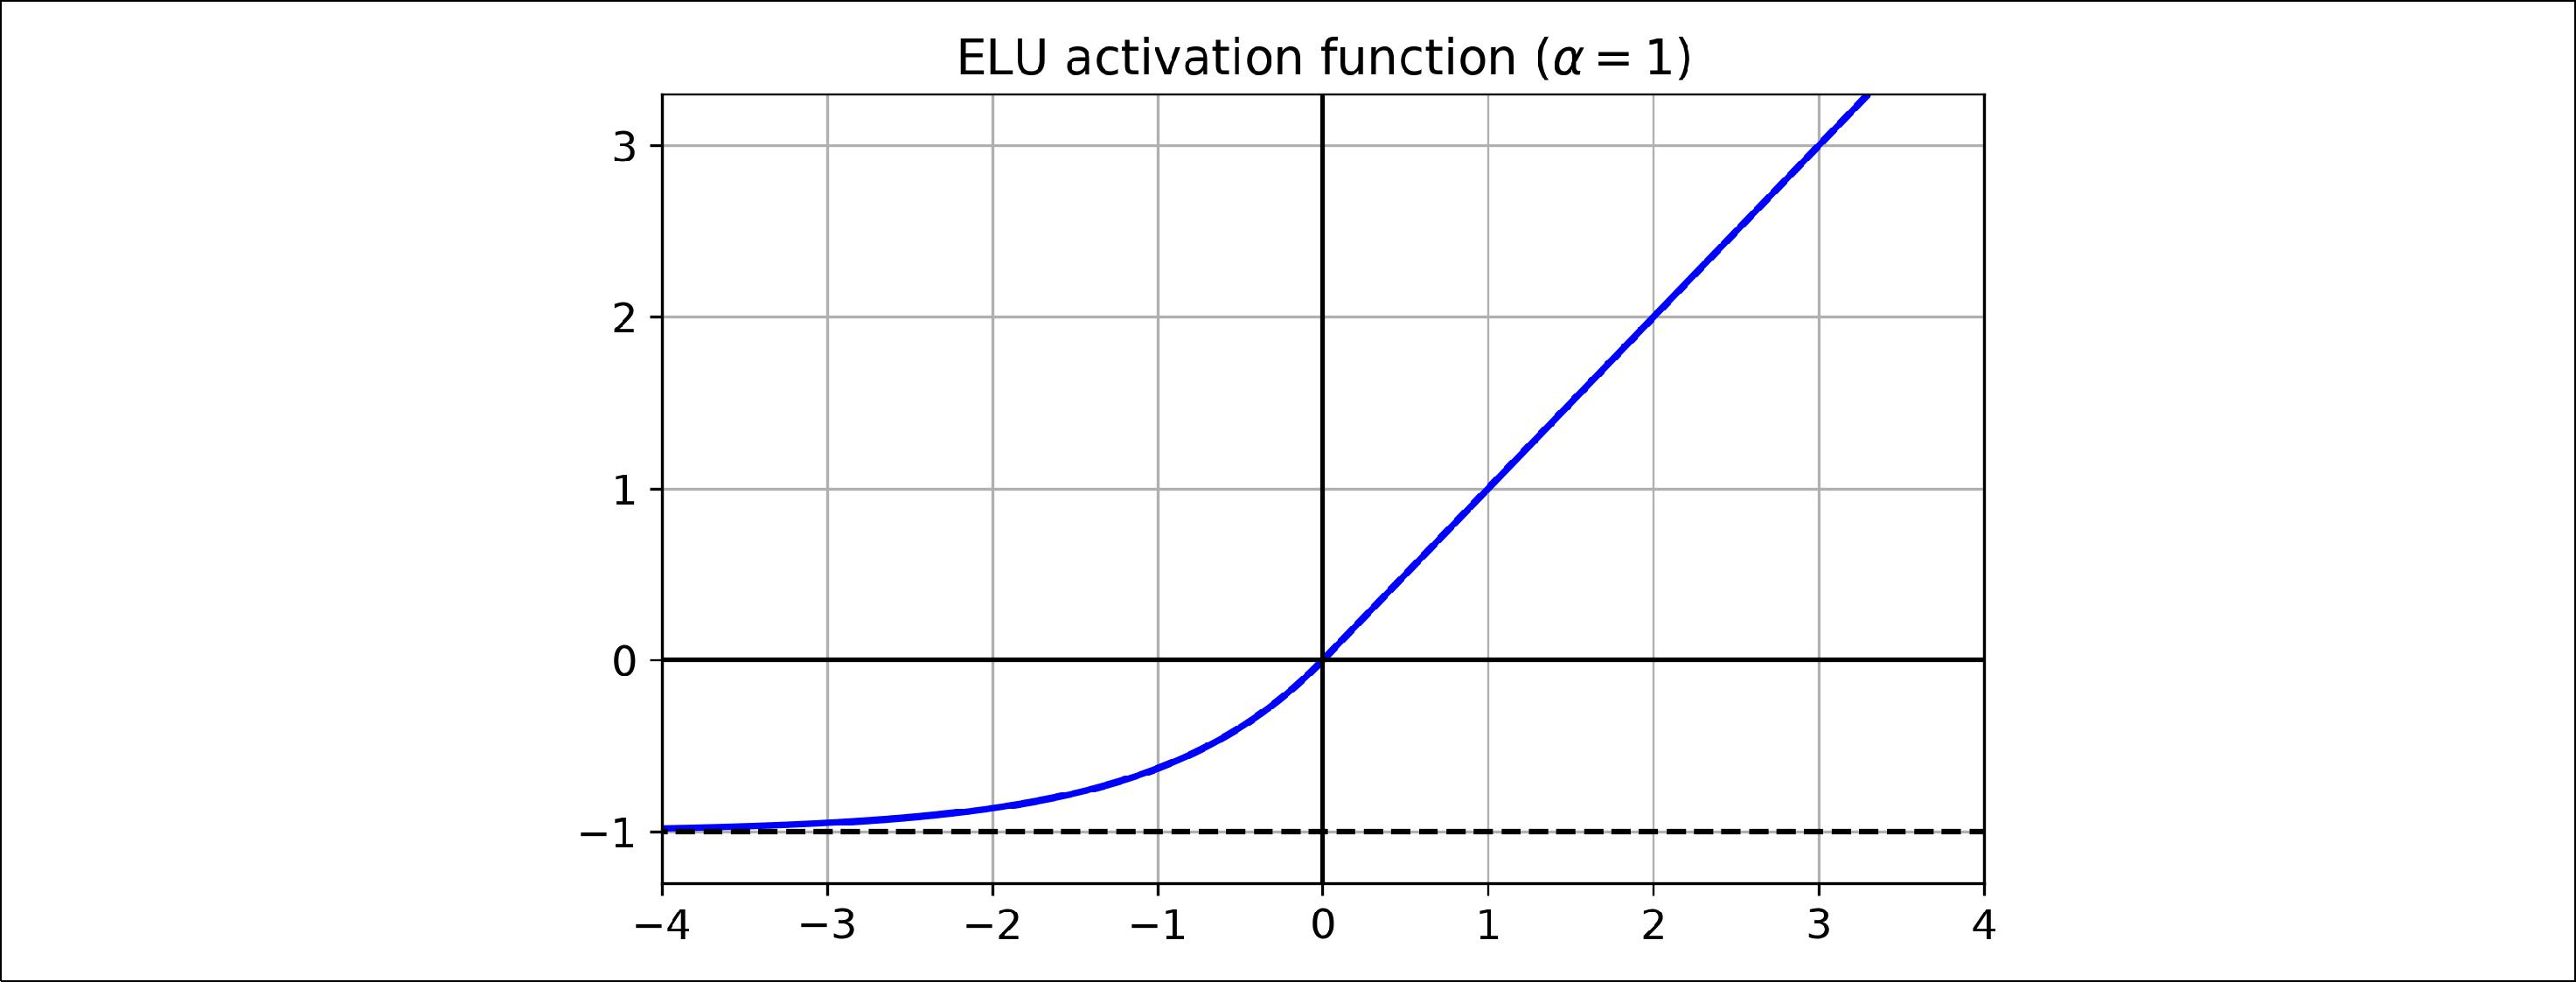 ELU activation function (α = 1)
3
2
1
0
−1
−4 −3 −2 −1 0 1 2 3 4